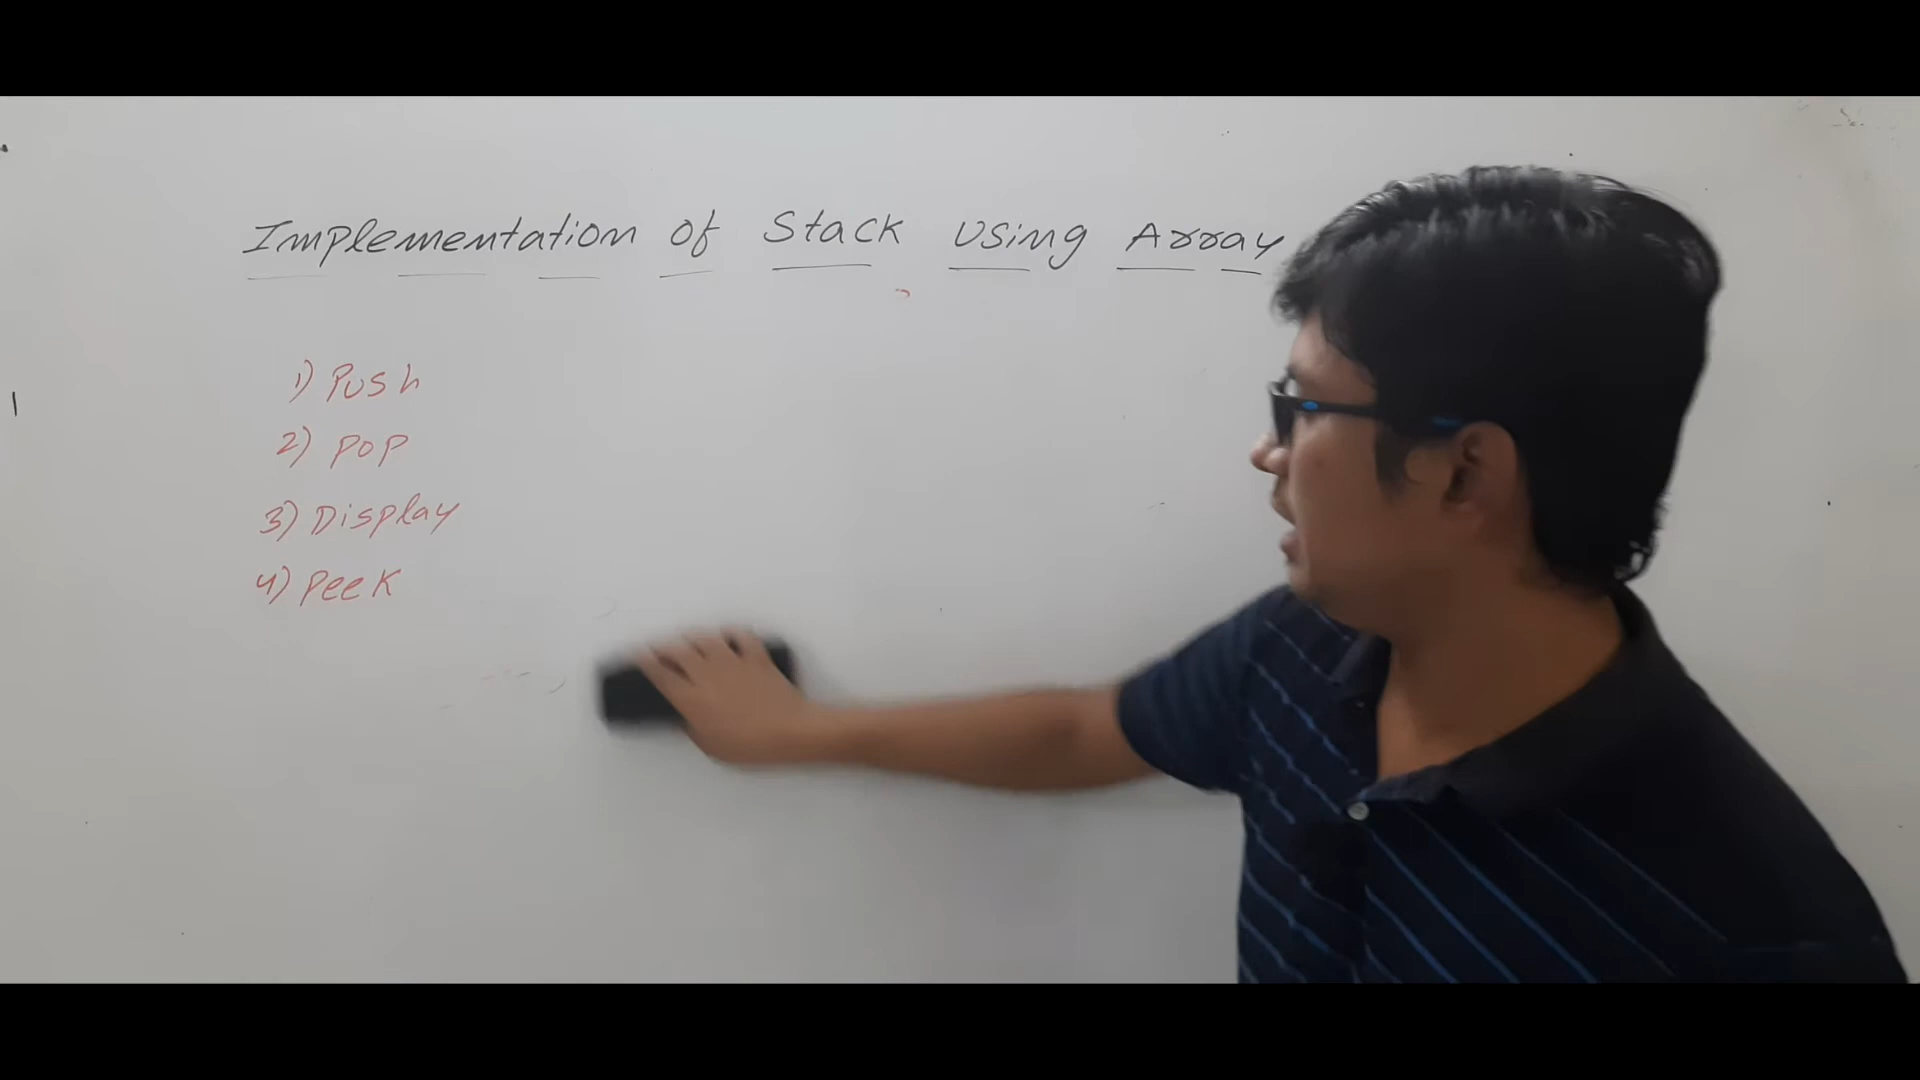 Implementation of Stack Using Array
1) Push
2) Pop
3) Display
4) Peek